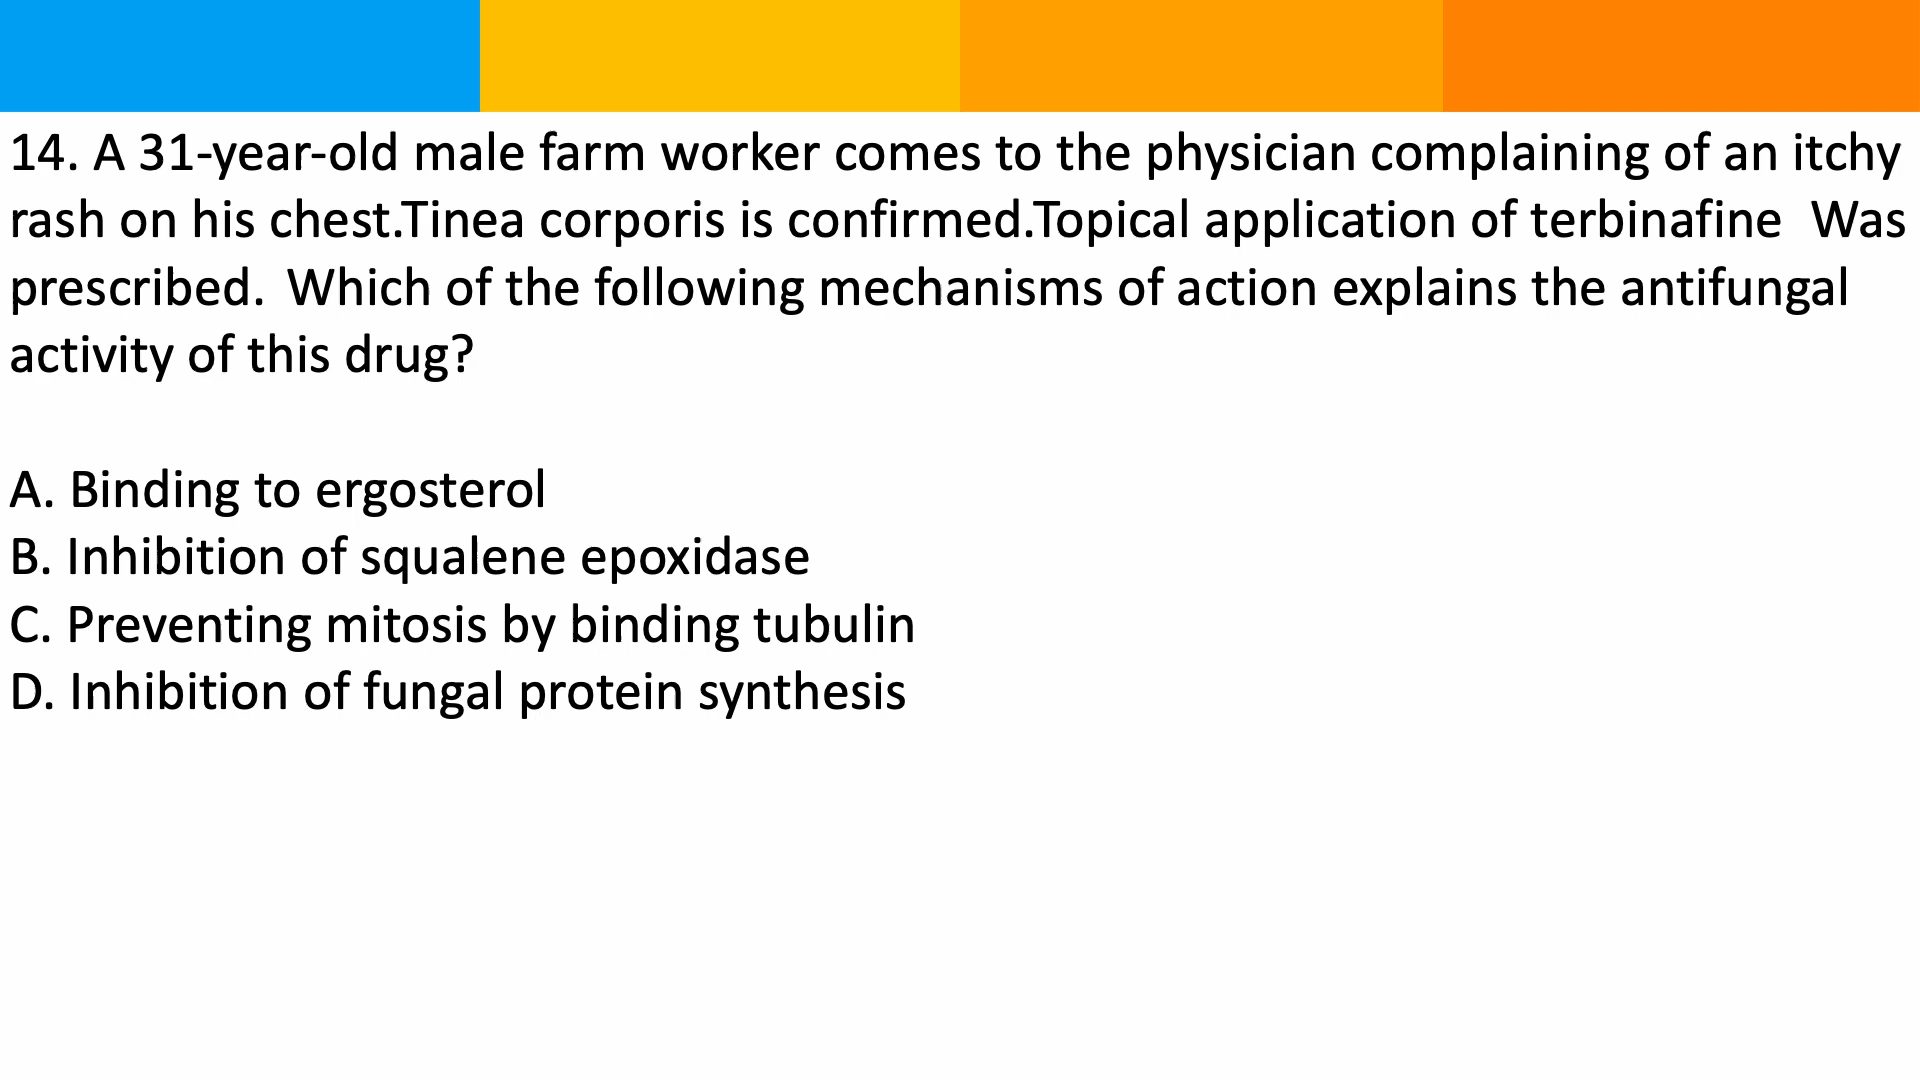 14. A 31-year-old male farm worker comes to the physician complaining of an itchy
rash on his chest.Tinea corporis is confirmed.Topical application of terbinafine  Was
prescribed.  Which of the following mechanisms of action explains the antifungal
activity of this drug?
A. Binding to ergosterol
B. Inhibition of squalene epoxidase
C. Preventing mitosis by binding tubulin
D. Inhibition of fungal protein synthesis